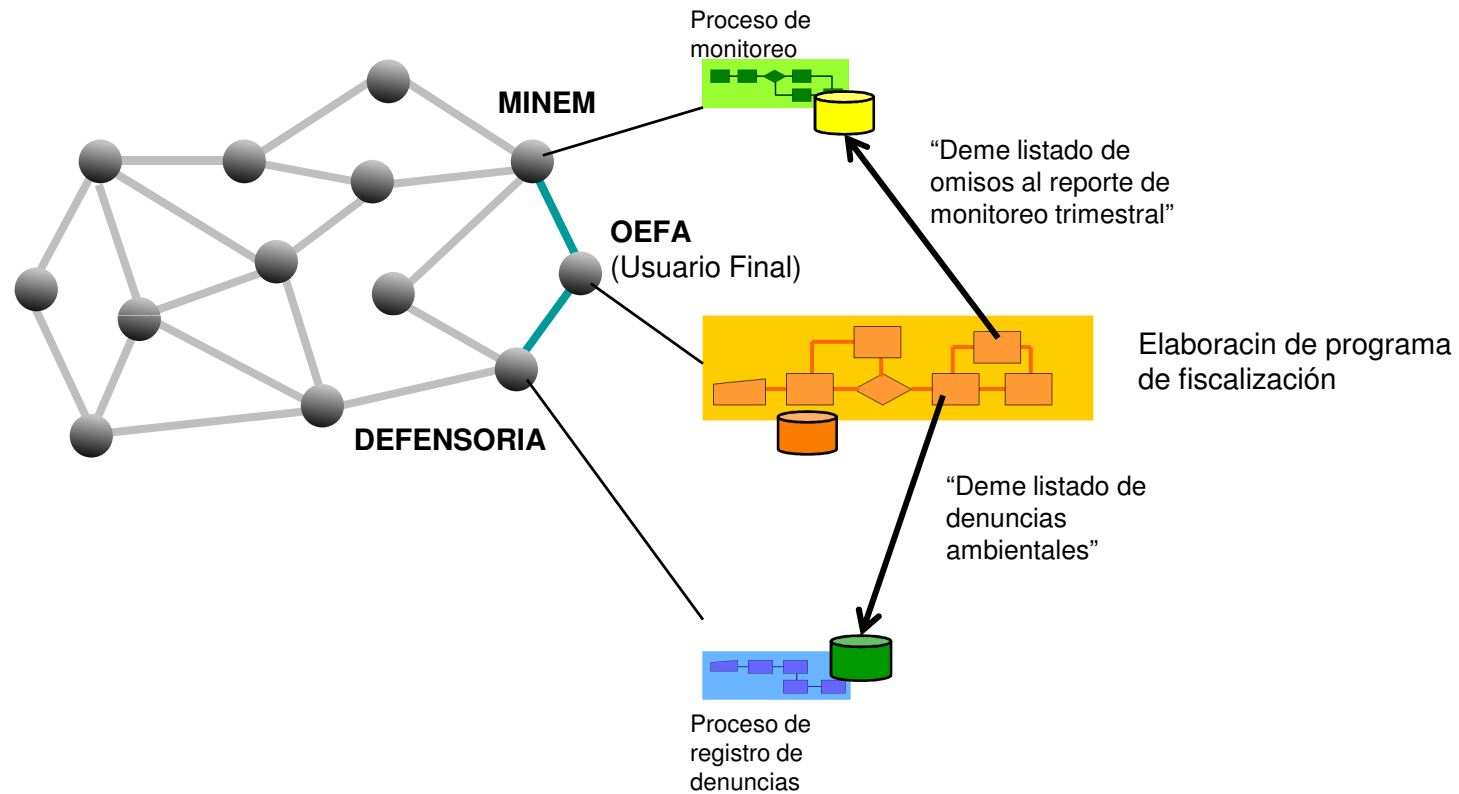 Proceso de
monitoreo
MINEM
“Deme listado de
omisos al reporte de
monitoreo trimestral”
OEFA
(Usuario Final)
Elaboracin de programa
de fiscalización
DEFENSORIA
“Deme listado de
denuncias
ambientales”
Proceso de
registro de
denuncias